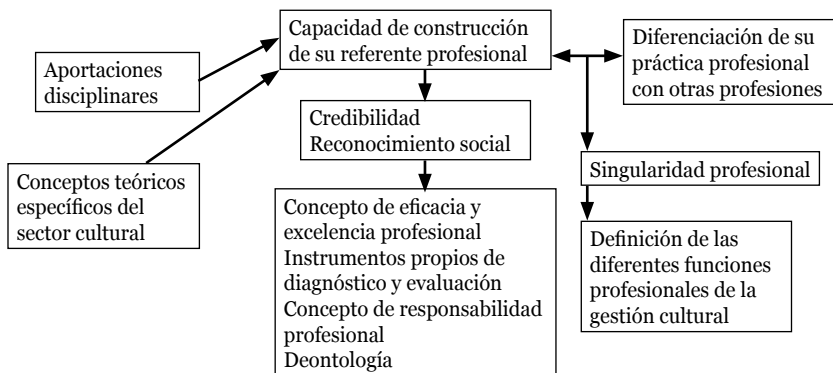 Capacidad de construcción
de su referente profesional
Diferenciación de su
práctica profesional
con otras profesiones
Aportaciones
disciplinares
Credibilidad
Reconocimiento social
Conceptos teóricos
específicos del
sector cultural
Singularidad profesional
Concepto de eficacia y
excelencia profesional
Instrumentos propios de
diagnóstico y evaluación
Concepto de responsabilidad
profesional
Deontología
Definición de las
diferentes funciones
profesionales de la
gestión cultural